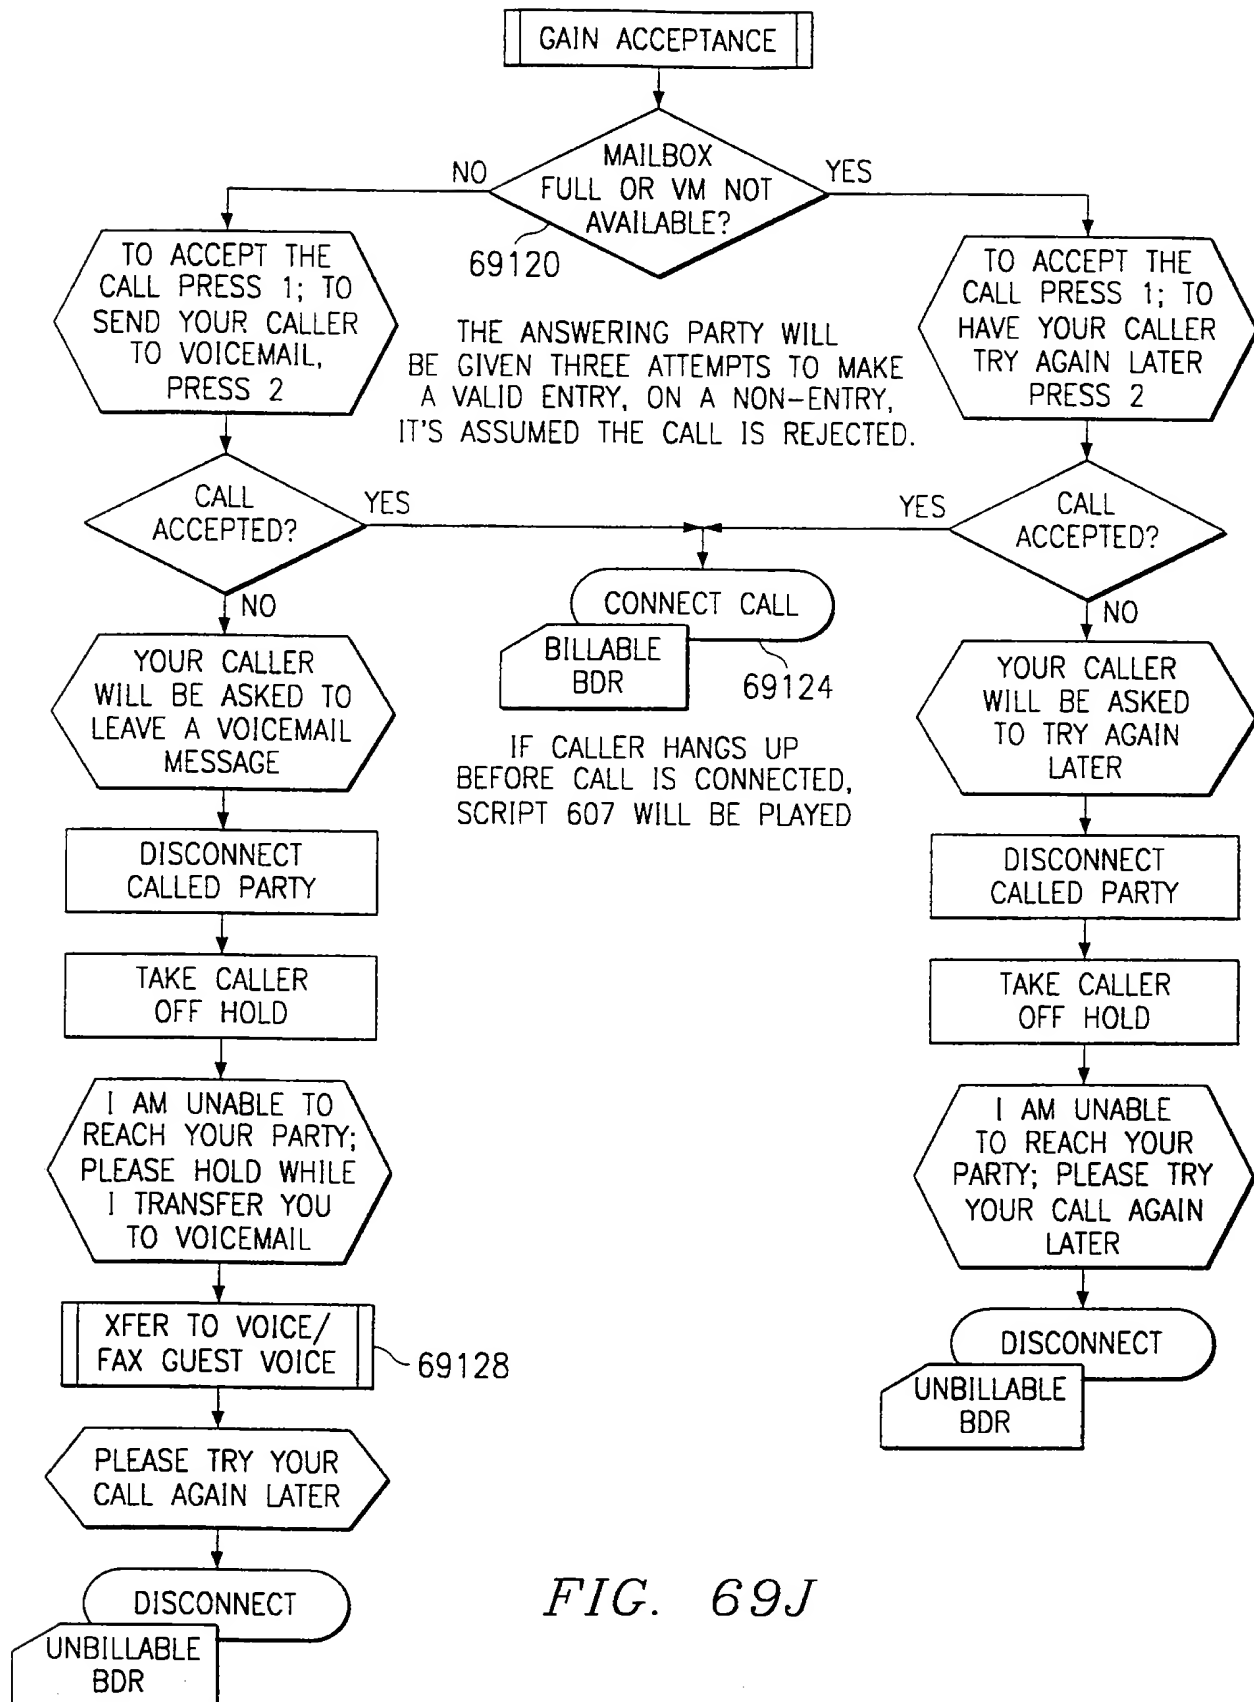 GAIN ACCEPTANCE
MAILBOX
FULL OR VM NOT
AVAILABLE?
NO
YES
69120
TO ACCEPT THE
CALL PRESS 1; TO
SEND YOUR CALLER
TO VOICEMAIL,
PRESS 2
THE ANSWERING PARTY WILL
BE GIVEN THREE ATTEMPTS TO MAKE
A VALID ENTRY, ON A NON-ENTRY,
IT'S ASSUMED THE CALL IS REJECTED.
TO ACCEPT THE
CALL PRESS 1; TO
HAVE YOUR CALLER
TRY AGAIN LATER
PRESS 2
CALL
ACCEPTED?
YES
YES
CALL
ACCEPTED?
NO
CONNECT CALL
BILLABLE
BDR
69124
NO
YOUR CALLER
WILL BE ASKED TO
LEAVE A VOICEMAIL
MESSAGE
IF CALLER HANGS UP
BEFORE CALL IS CONNECTED,
SCRIPT 607 WILL BE PLAYED
YOUR CALLER
WILL BE ASKED
TO TRY AGAIN
LATER
DISCONNECT
CALLED PARTY
DISCONNECT
CALLED PARTY
TAKE CALLER
OFF HOLD
TAKE CALLER
OFF HOLD
I AM UNABLE TO
REACH YOUR PARTY;
PLEASE HOLD WHILE
I TRANSFER YOU
TO VOICEMAIL
I AM UNABLE
TO REACH YOUR
PARTY; PLEASE TRY
YOUR CALL AGAIN
LATER
XFER TO VOICE/
FAX GUEST VOICE
69128
DISCONNECT
UNBILLABLE
BDR
PLEASE TRY YOUR
CALL AGAIN LATER
DISCONNECT
UNBILLABLE
BDR
FIG. 69J